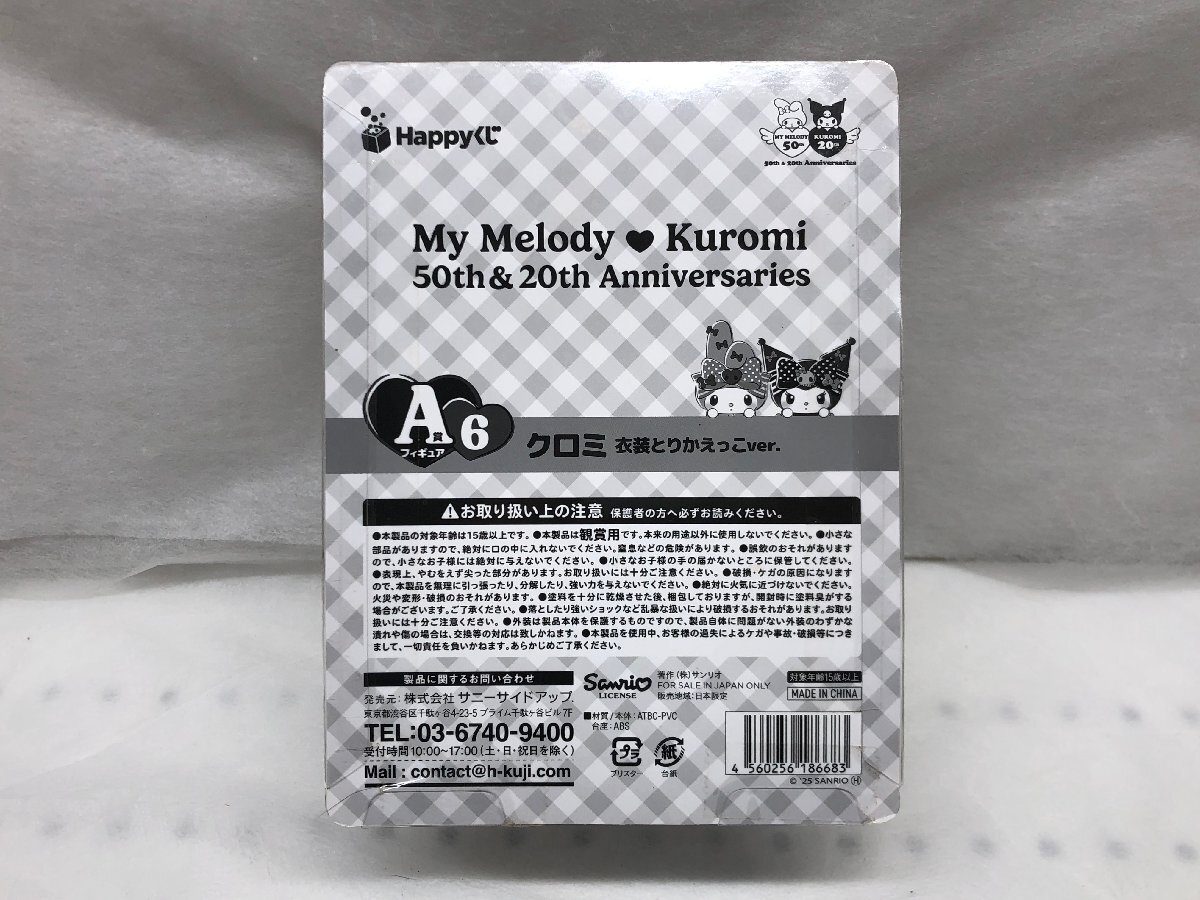 Happyくじ
MY MELODY 50th
KUROMI 20th
50th & 20th Anniversaries
My Melody ♥ Kuromi
50th & 20th Anniversaries
A賞 6
フィギュア
クロミ 衣装とりかえっこver.
⚠お取り扱い上の注意 保護者の方へ必ずお読みください。
●本製品の対象年齢は15歳以上です。●本製品は観賞用です。本来の用途以外に使用しないでください。●小さな
部品がありますので、絶対に口の中に入れないでください。窒息などの危険があります。●誤飲のおそれがあります
ので、小さなお子様には絶対に与えないでください。●小さなお子様の手の届かないところに保管してください。
●表現上、やむをえず尖った部分があります。お取り扱いには十分ご注意ください。●破損・ケガの原因になります
ので、本製品を無理に引っ張ったり、分解したり、強い力を与えないでください。●絶対に火気に近づけないでください。
火災や変形・破損のおそれがあります。●塗料を十分に乾燥させた後、梱包しておりますが、開封時に塗料臭がする
場合がございます。ご了承ください。●落としたり強いショックなど乱暴な扱いにより破損するおそれがあります。お取り
扱いには十分ご注意ください。●外装は製品本体を保護するものですので、製品自体に問題がない外装のわずかな
潰れや傷の場合は、交換等の対応は致しかねます。●本製品を使用中、お客様の過失によるケガや事故・破損等につき
まして、一切責任を負いかねます。あらかじめご了承ください。
製品に関するお問い合わせ
発売元：株式会社 サニーサイドアップ
東京都渋谷区千駄ヶ谷4-23-5 プライム千駄ヶ谷ビル 7F
TEL:03-6740-9400
受付時間 10:00〜17:00（土・日・祝日を除く）
Mail : contact@h-kuji.com
Sanrio
LICENSE
著作（株）サンリオ
FOR SALE IN JAPAN ONLY
販売地域：日本限定
■材質／本体：ATBC-PVC
台座：ABS
プラ
ブリスター
紙
台紙
対象年齢15歳以上
MADE IN CHINA
4 560256 186683
© '25 SANRIO Ⓗ